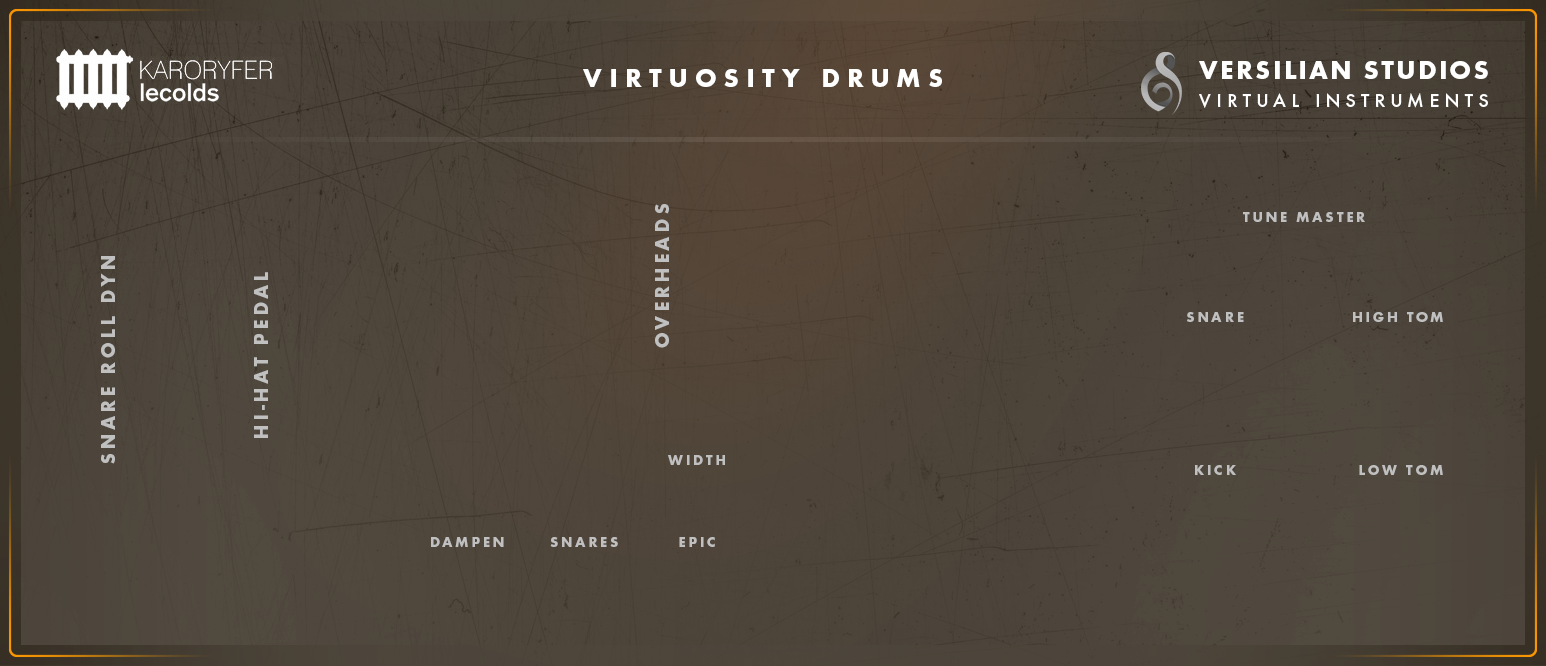 KARORYFER
lecolds
VIRTUOSITY DRUMS
VERSILIAN STUDIOS
VIRTUAL INSTRUMENTS
SNARE ROLL DYN
HI-HAT PEDAL
OVERHEADS
TUNE MASTER
SNARE
HIGH TOM
WIDTH
KICK
LOW TOM
DAMPEN
SNARES
EPIC